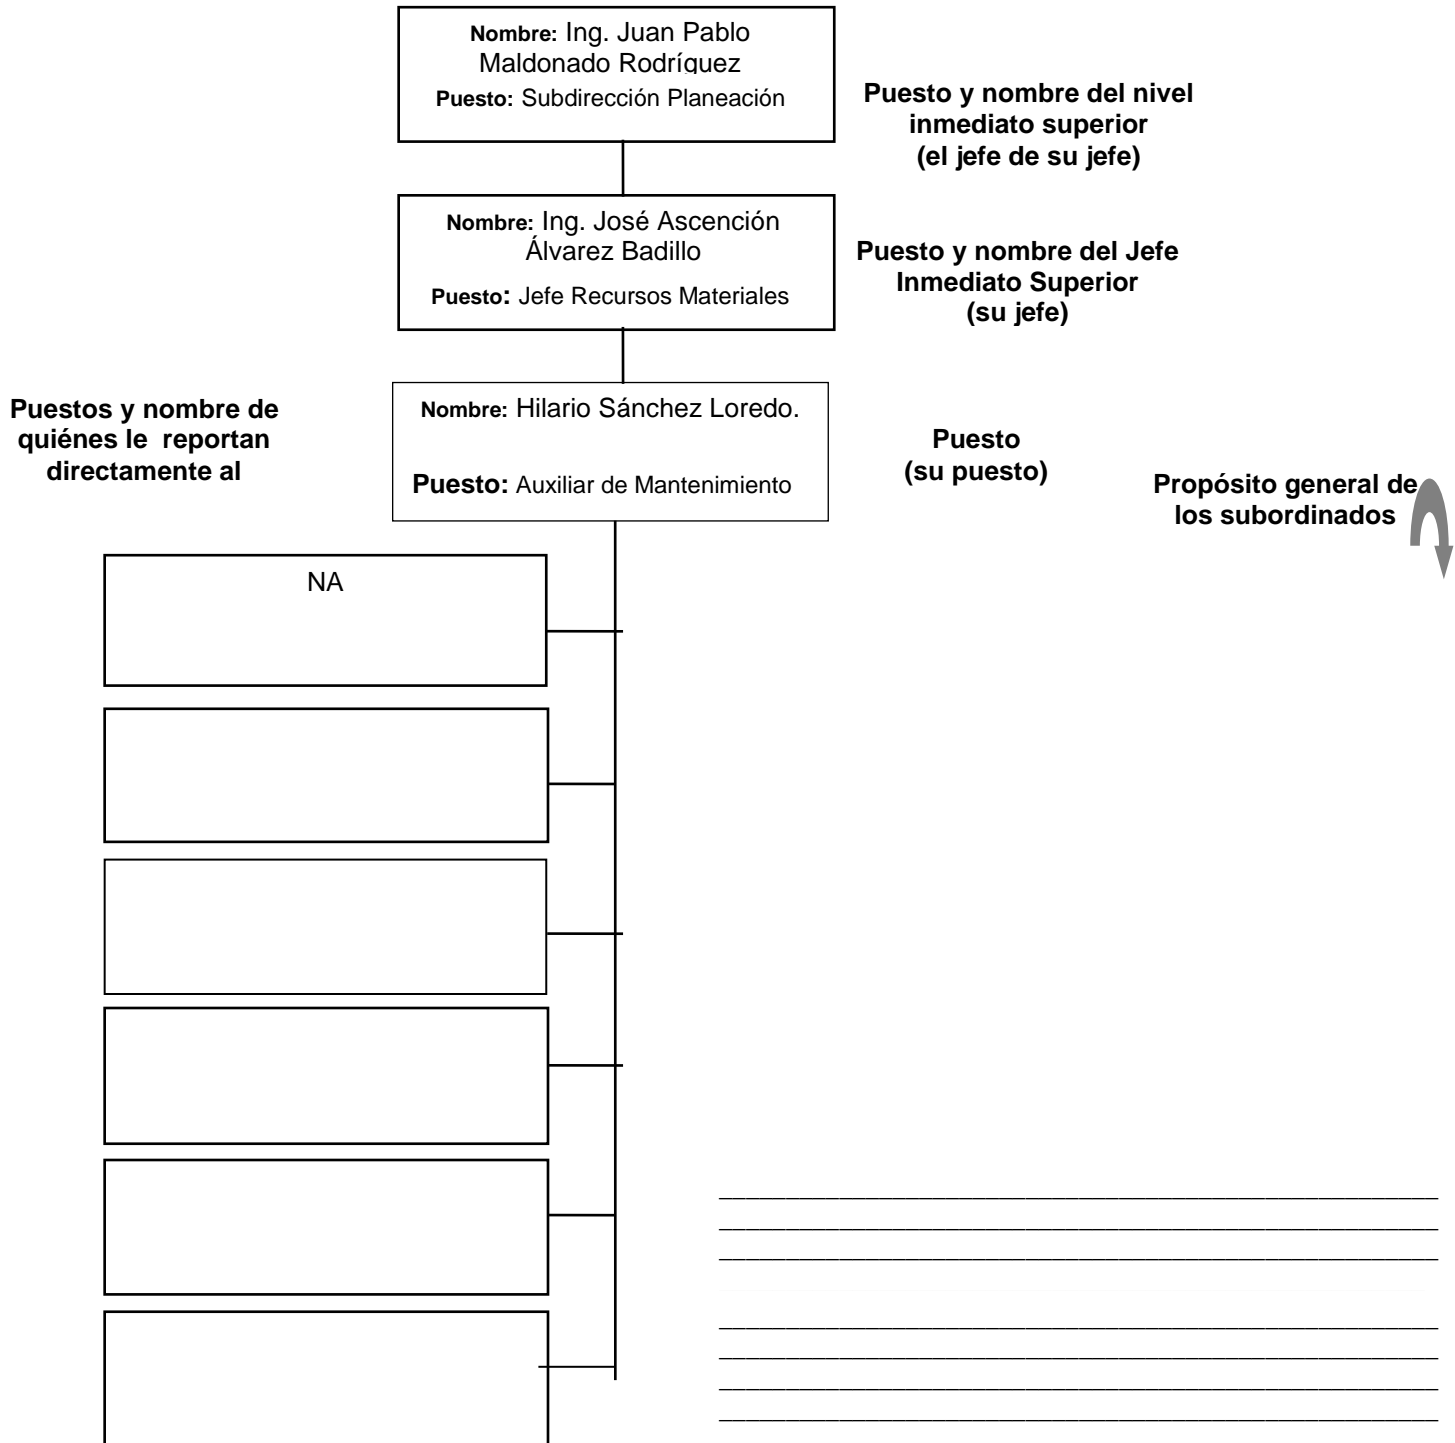 Nombre: Ing. Juan Pablo
Maldonado Rodríguez
Puesto: Subdirección Planeación
Puesto y nombre del nivel
inmediato superior
(el jefe de su jefe)
Nombre: Ing. José Ascención
Álvarez Badillo
Puesto: Jefe Recursos Materiales
Puesto y nombre del Jefe
Inmediato Superior
(su jefe)
Puestos y nombre de
quiénes le reportan
directamente al
Nombre: Hilario Sánchez Loredo.
Puesto: Auxiliar de Mantenimiento
Puesto
(su puesto)
Propósito general de
los subordinados
NA